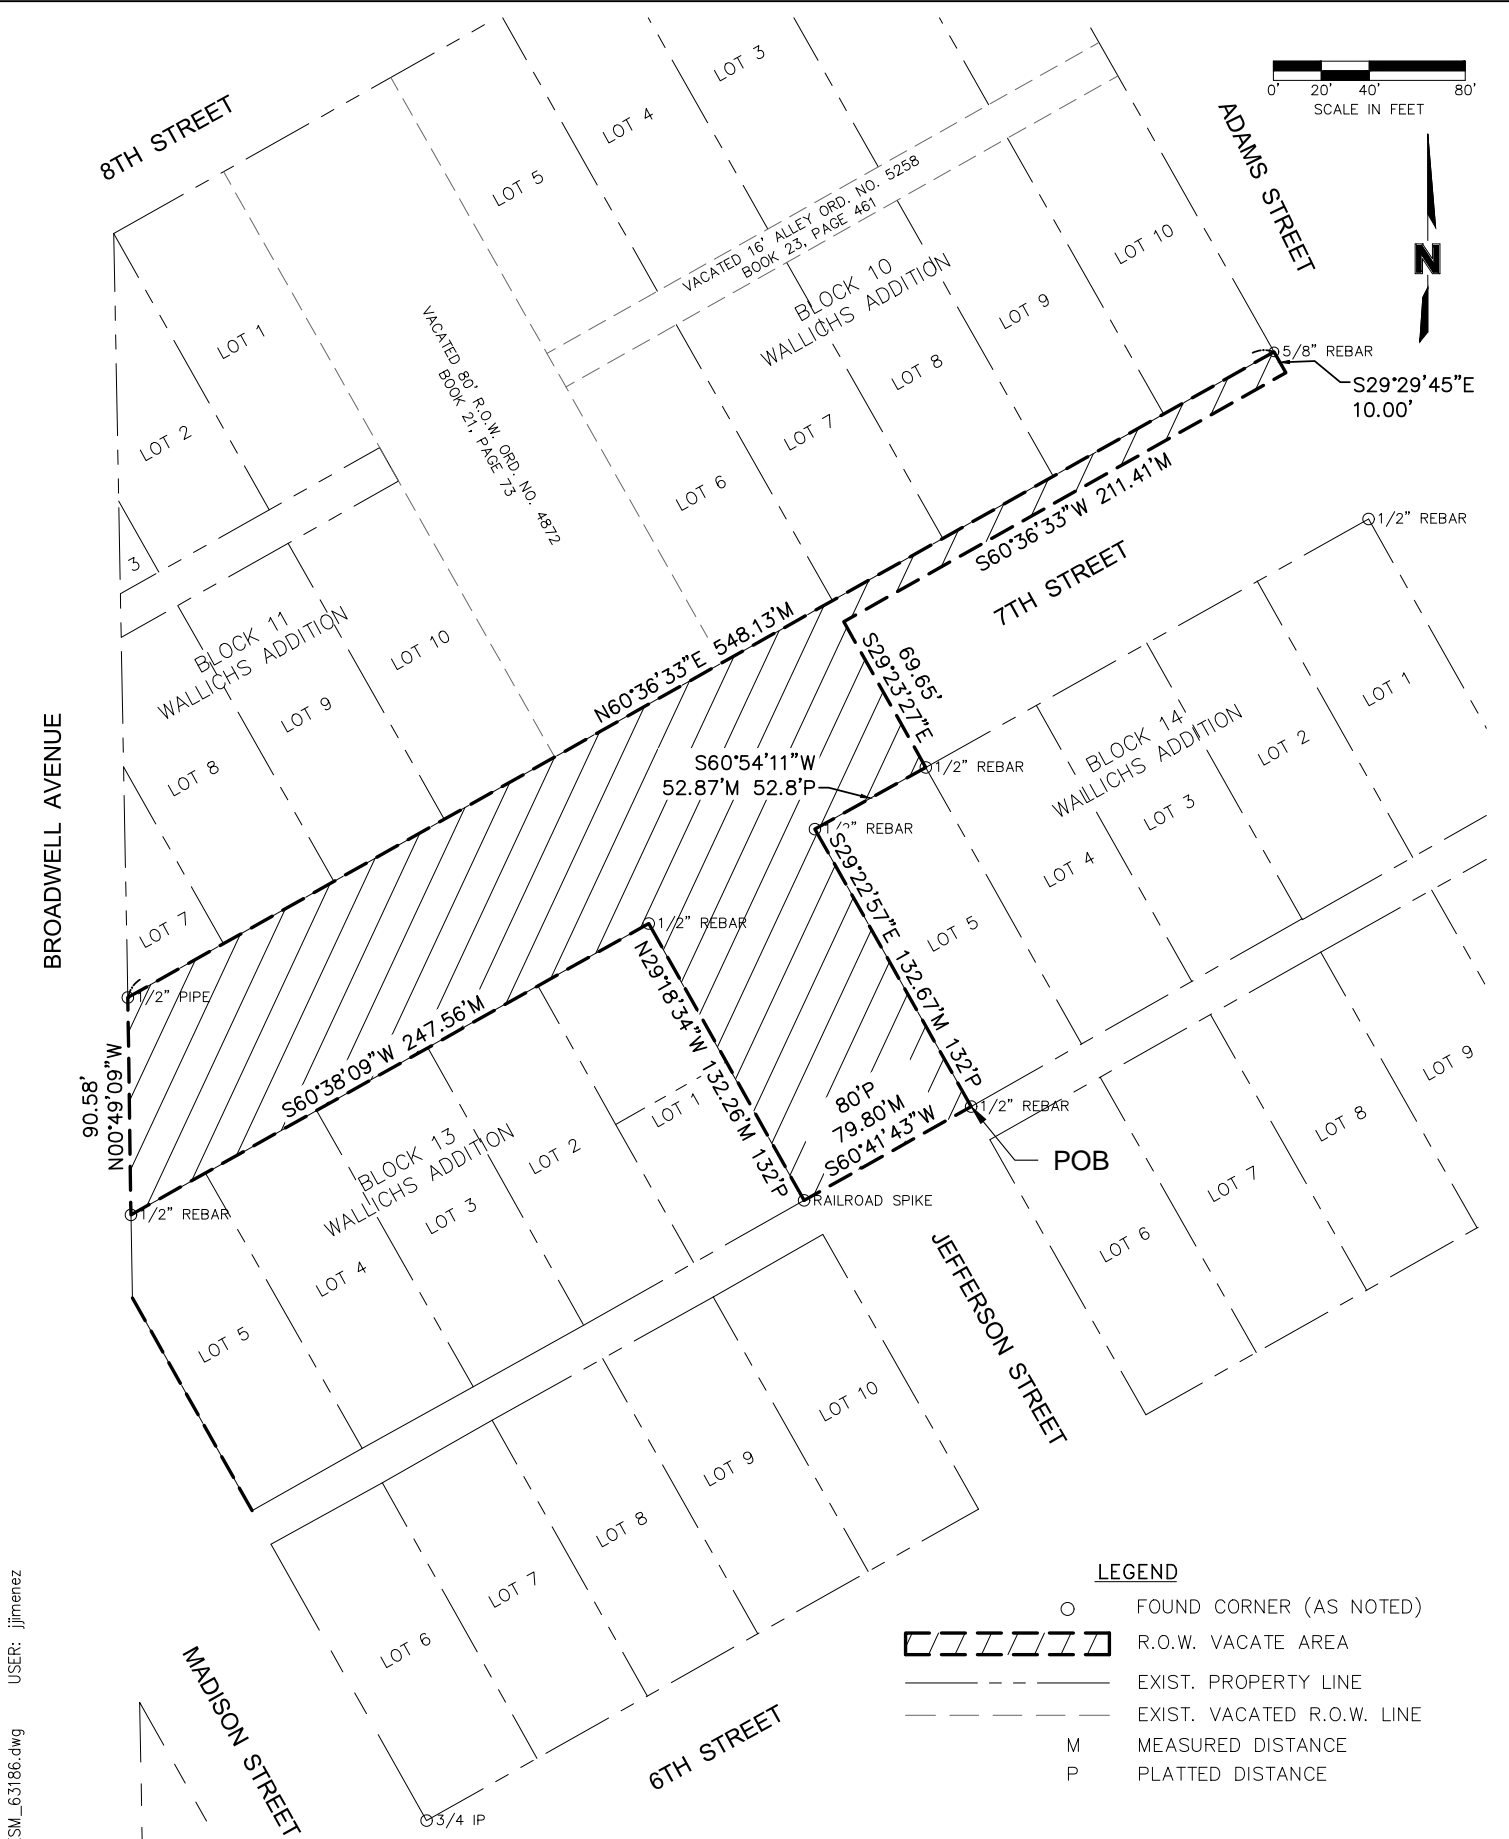 8TH STREET
LOT 3
LOT 4
LOT 5
0' 20' 40' 80'
SCALE IN FEET
ADAMS STREET
N
VACATED 16' ALLEY ORD. NO. 5258
BOOK 23, PAGE 461
BLOCK 10
WALLICHS ADDITION
LOT 10
LOT 9
LOT 8
LOT 7
LOT 6
LOT 1
LOT 2
3
VACATED 80' R.O.W. ORD. NO. 4872
BOOK 21, PAGE 73
5/8" REBAR
S29°29'45"E
10.00'
S60°36'33"W 211.41'M
7TH STREET
1/2" REBAR
N60°36'33"E 548.13'M
BLOCK 11
WALLICHS ADDITION
LOT 10
LOT 9
LOT 8
LOT 7
BROADWELL AVENUE
69.65'
S29°23'27"E
S60°54'11"W
52.87'M 52.8'P
1/2" REBAR
1/2" REBAR
BLOCK 14
WALLICHS ADDITION
LOT 1
LOT 2
LOT 3
LOT 4
LOT 5
S29°22'57"E 132.67'M 132'P
1/2" REBAR
N29°18'34"W 132.26'M 132'P
1/2" PIPE
90.58'
N00°49'09"W
S60°38'09"W 247.56'M
1/2" REBAR
80'P
79.80'M
S60°41'43"W
1/2" REBAR
POB
RAILROAD SPIKE
BLOCK 13
WALLICHS ADDITION
LOT 1
LOT 2
LOT 3
LOT 4
LOT 5
LOT 9
LOT 8
LOT 7
LOT 6
JEFFERSON STREET
LOT 10
LOT 9
LOT 8
LOT 7
LOT 6
MADISON STREET
6TH STREET
3/4 IP
LEGEND
FOUND CORNER (AS NOTED)
R.O.W. VACATE AREA
EXIST. PROPERTY LINE
EXIST. VACATED R.O.W. LINE
M MEASURED DISTANCE
P PLATTED DISTANCE
SM_63186.dwg USER: jjimenez